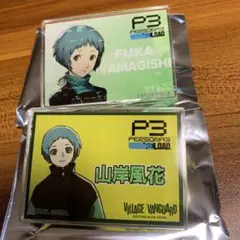 P3
PERSONA3
RELOAD
FUKA
YAMAGISHI
P3
PERSONA3
RELOAD.
山岸風花
VILLAGE VANGUARD